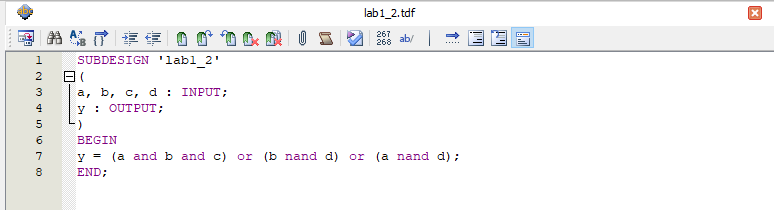 lab1_2.tdf
267
268
ab/
1 SUBDESIGN 'lab1_2'
2 (
3 a, b, c, d : INPUT;
4 y : OUTPUT;
5 )
6 BEGIN
7 y = (a and b and c) or (b nand d) or (a nand d);
8 END;